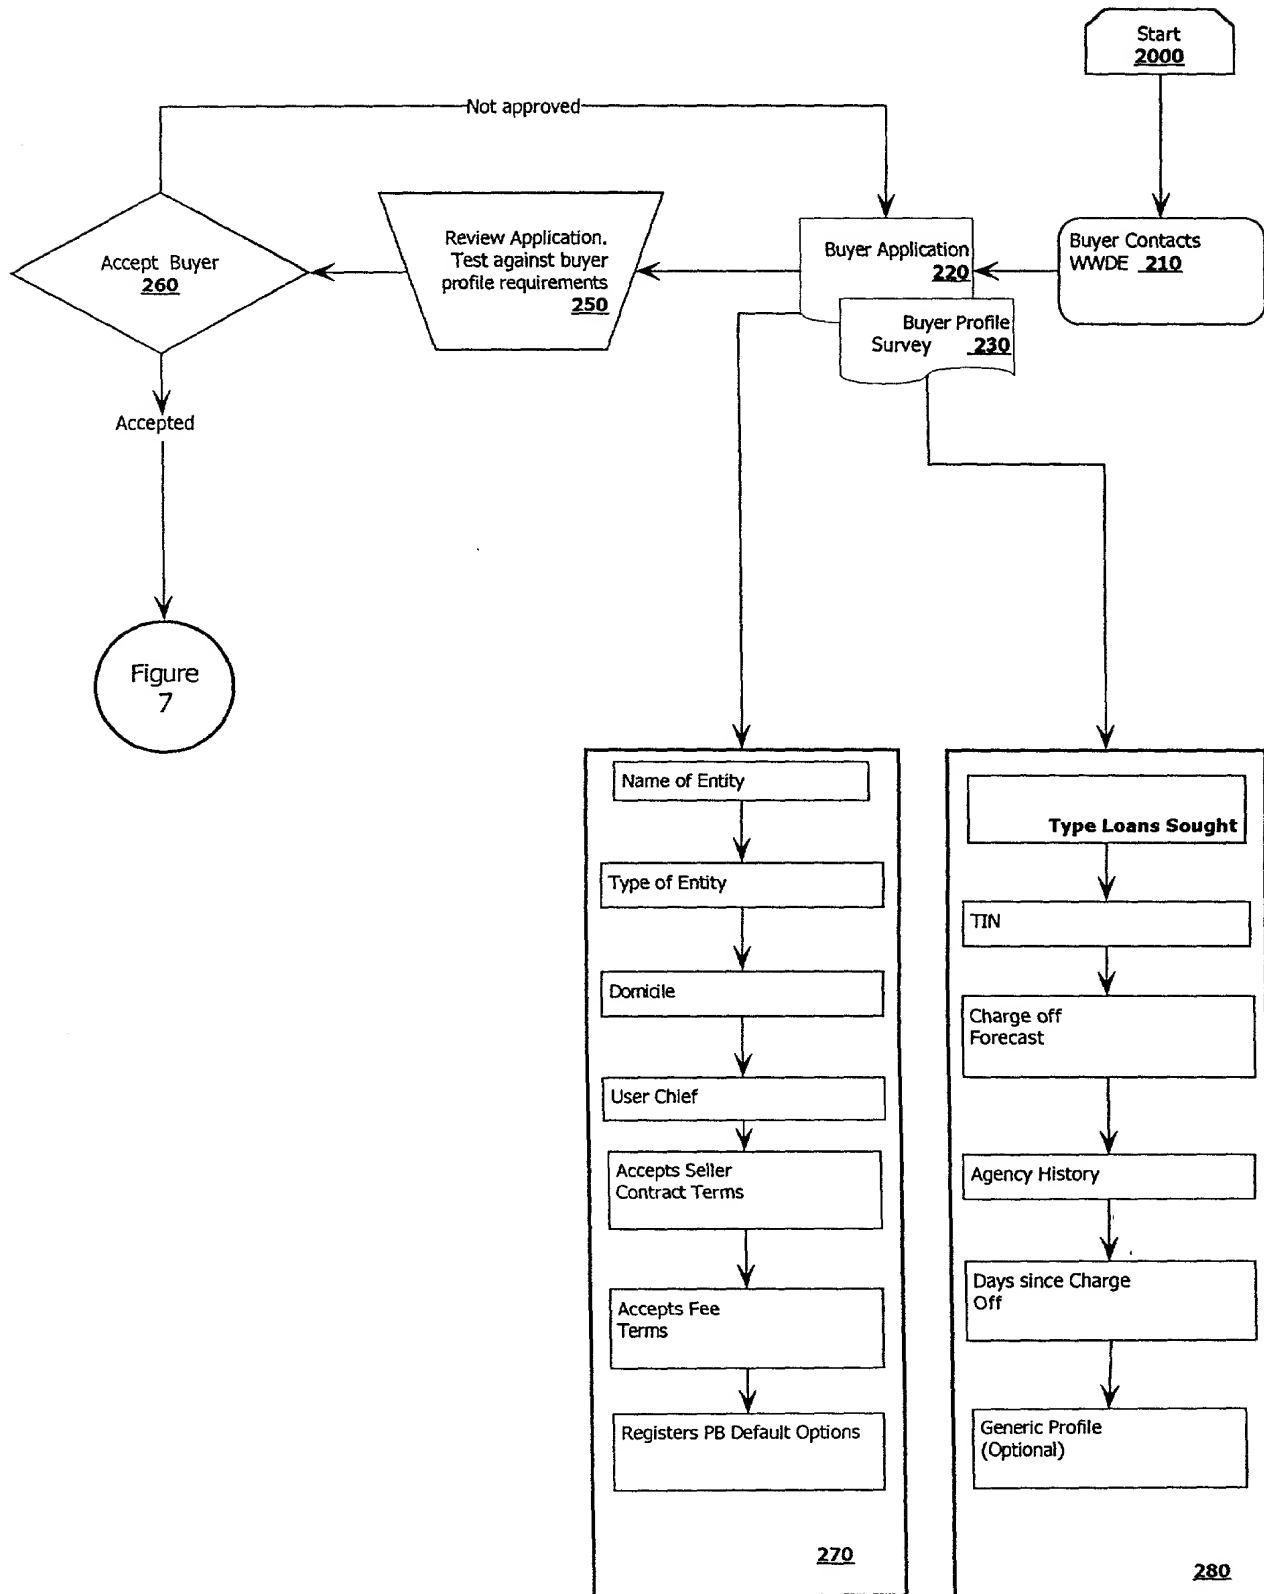 Start
2000
Not approved
Buyer Contacts
WWDE 210
Buyer Application
220
Buyer Profile
Survey 230
Review Application.
Test against buyer
profile requirements
250
Accept Buyer
260
Accepted
Figure
7
Name of Entity
Type of Entity
Domicile
User Chief
Accepts Seller
Contract Terms
Accepts Fee
Terms
Registers PB Default Options
270
Type Loans Sought
TIN
Charge off
Forecast
Agency History
Days since Charge
Off
Generic Profile
(Optional)
280